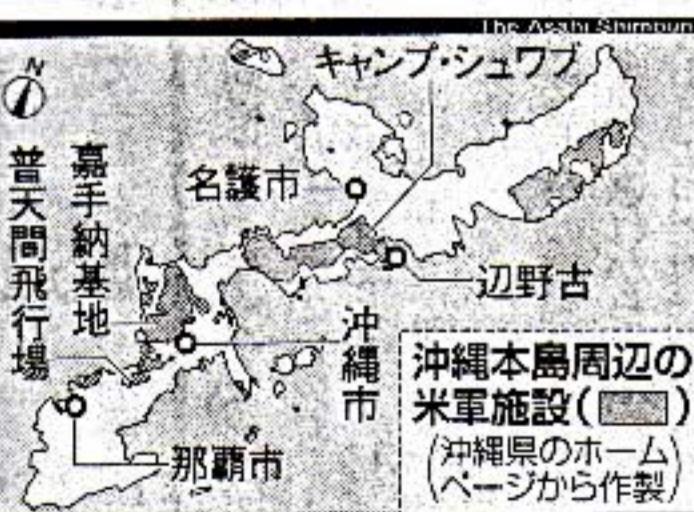 The Asahi Shimbun
N
キャンプ・シュワブ
名護市
嘉手納基地
普天間飛行場
辺野古
沖縄市
那覇市
沖縄本島周辺の
米軍施設( )
(沖縄県のホーム
ページから作製)